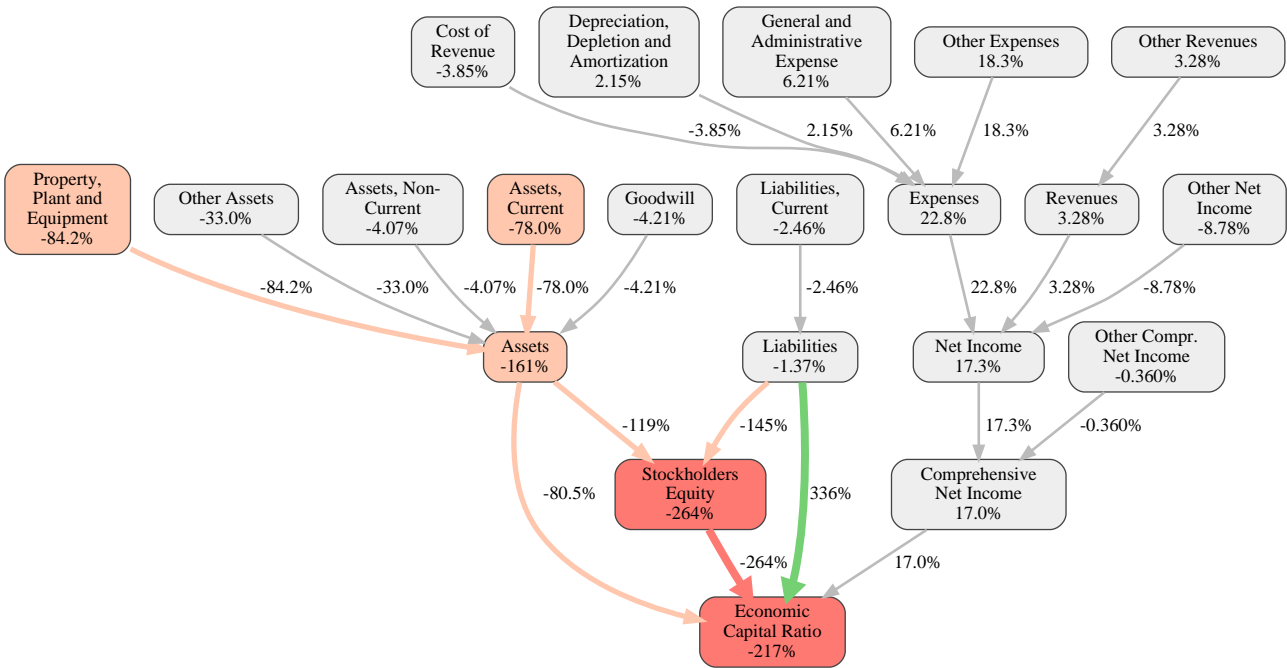 Cost of
Revenue
-3.85%
Depreciation,
Depletion and
Amortization
2.15%
General and
Administrative
Expense
6.21%
Other Expenses
18.3%
Other Revenues
3.28%
-3.85%
2.15%
6.21%
18.3%
3.28%
Property,
Plant and
Equipment
-84.2%
Other Assets
-33.0%
Assets, Non-
Current
-4.07%
Assets,
Current
-78.0%
Goodwill
-4.21%
Liabilities,
Current
-2.46%
Expenses
22.8%
Revenues
3.28%
Other Net
Income
-8.78%
-84.2%
-33.0%
-4.07%
-78.0%
-4.21%
-2.46%
22.8%
3.28%
-8.78%
Assets
-161%
Liabilities
-1.37%
Net Income
17.3%
Other Compr.
Net Income
-0.360%
-119%
-145%
17.3%
-0.360%
Stockholders
Equity
-264%
Comprehensive
Net Income
17.0%
-80.5%
336%
-264%
17.0%
Economic
Capital Ratio
-217%